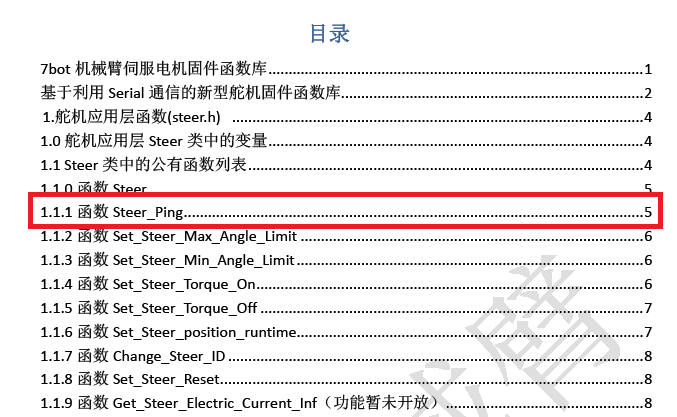 目录
7bot 机械臂伺服电机固件函数库......1
基于利用 Serial 通信的新型舵机固件函数库......2
1.舵机应用层函数(steer.h) ......4
1.0 舵机应用层 Steer 类中的变量......4
1.1 Steer 类中的公有函数列表......4
1.1.0 函数 Steer......5
1.1.1 函数 Steer_Ping......5
1.1.2 函数 Set_Steer_Max_Angle_Limit ......6
1.1.3 函数 Set_Steer_Min_Angle_Limit......6
1.1.4 函数 Set_Steer_Torque_On......6
1.1.5 函数 Set_Steer_Torque_Off ......7
1.1.6 函数 Set_Steer_position_runtime......7
1.1.7 函数 Change_Steer_ID ......8
1.1.8 函数 Set_Steer_Reset......8
1.1.9 函数 Get_Steer_Electric_Current_Inf（功能暂未开放）......8
臂